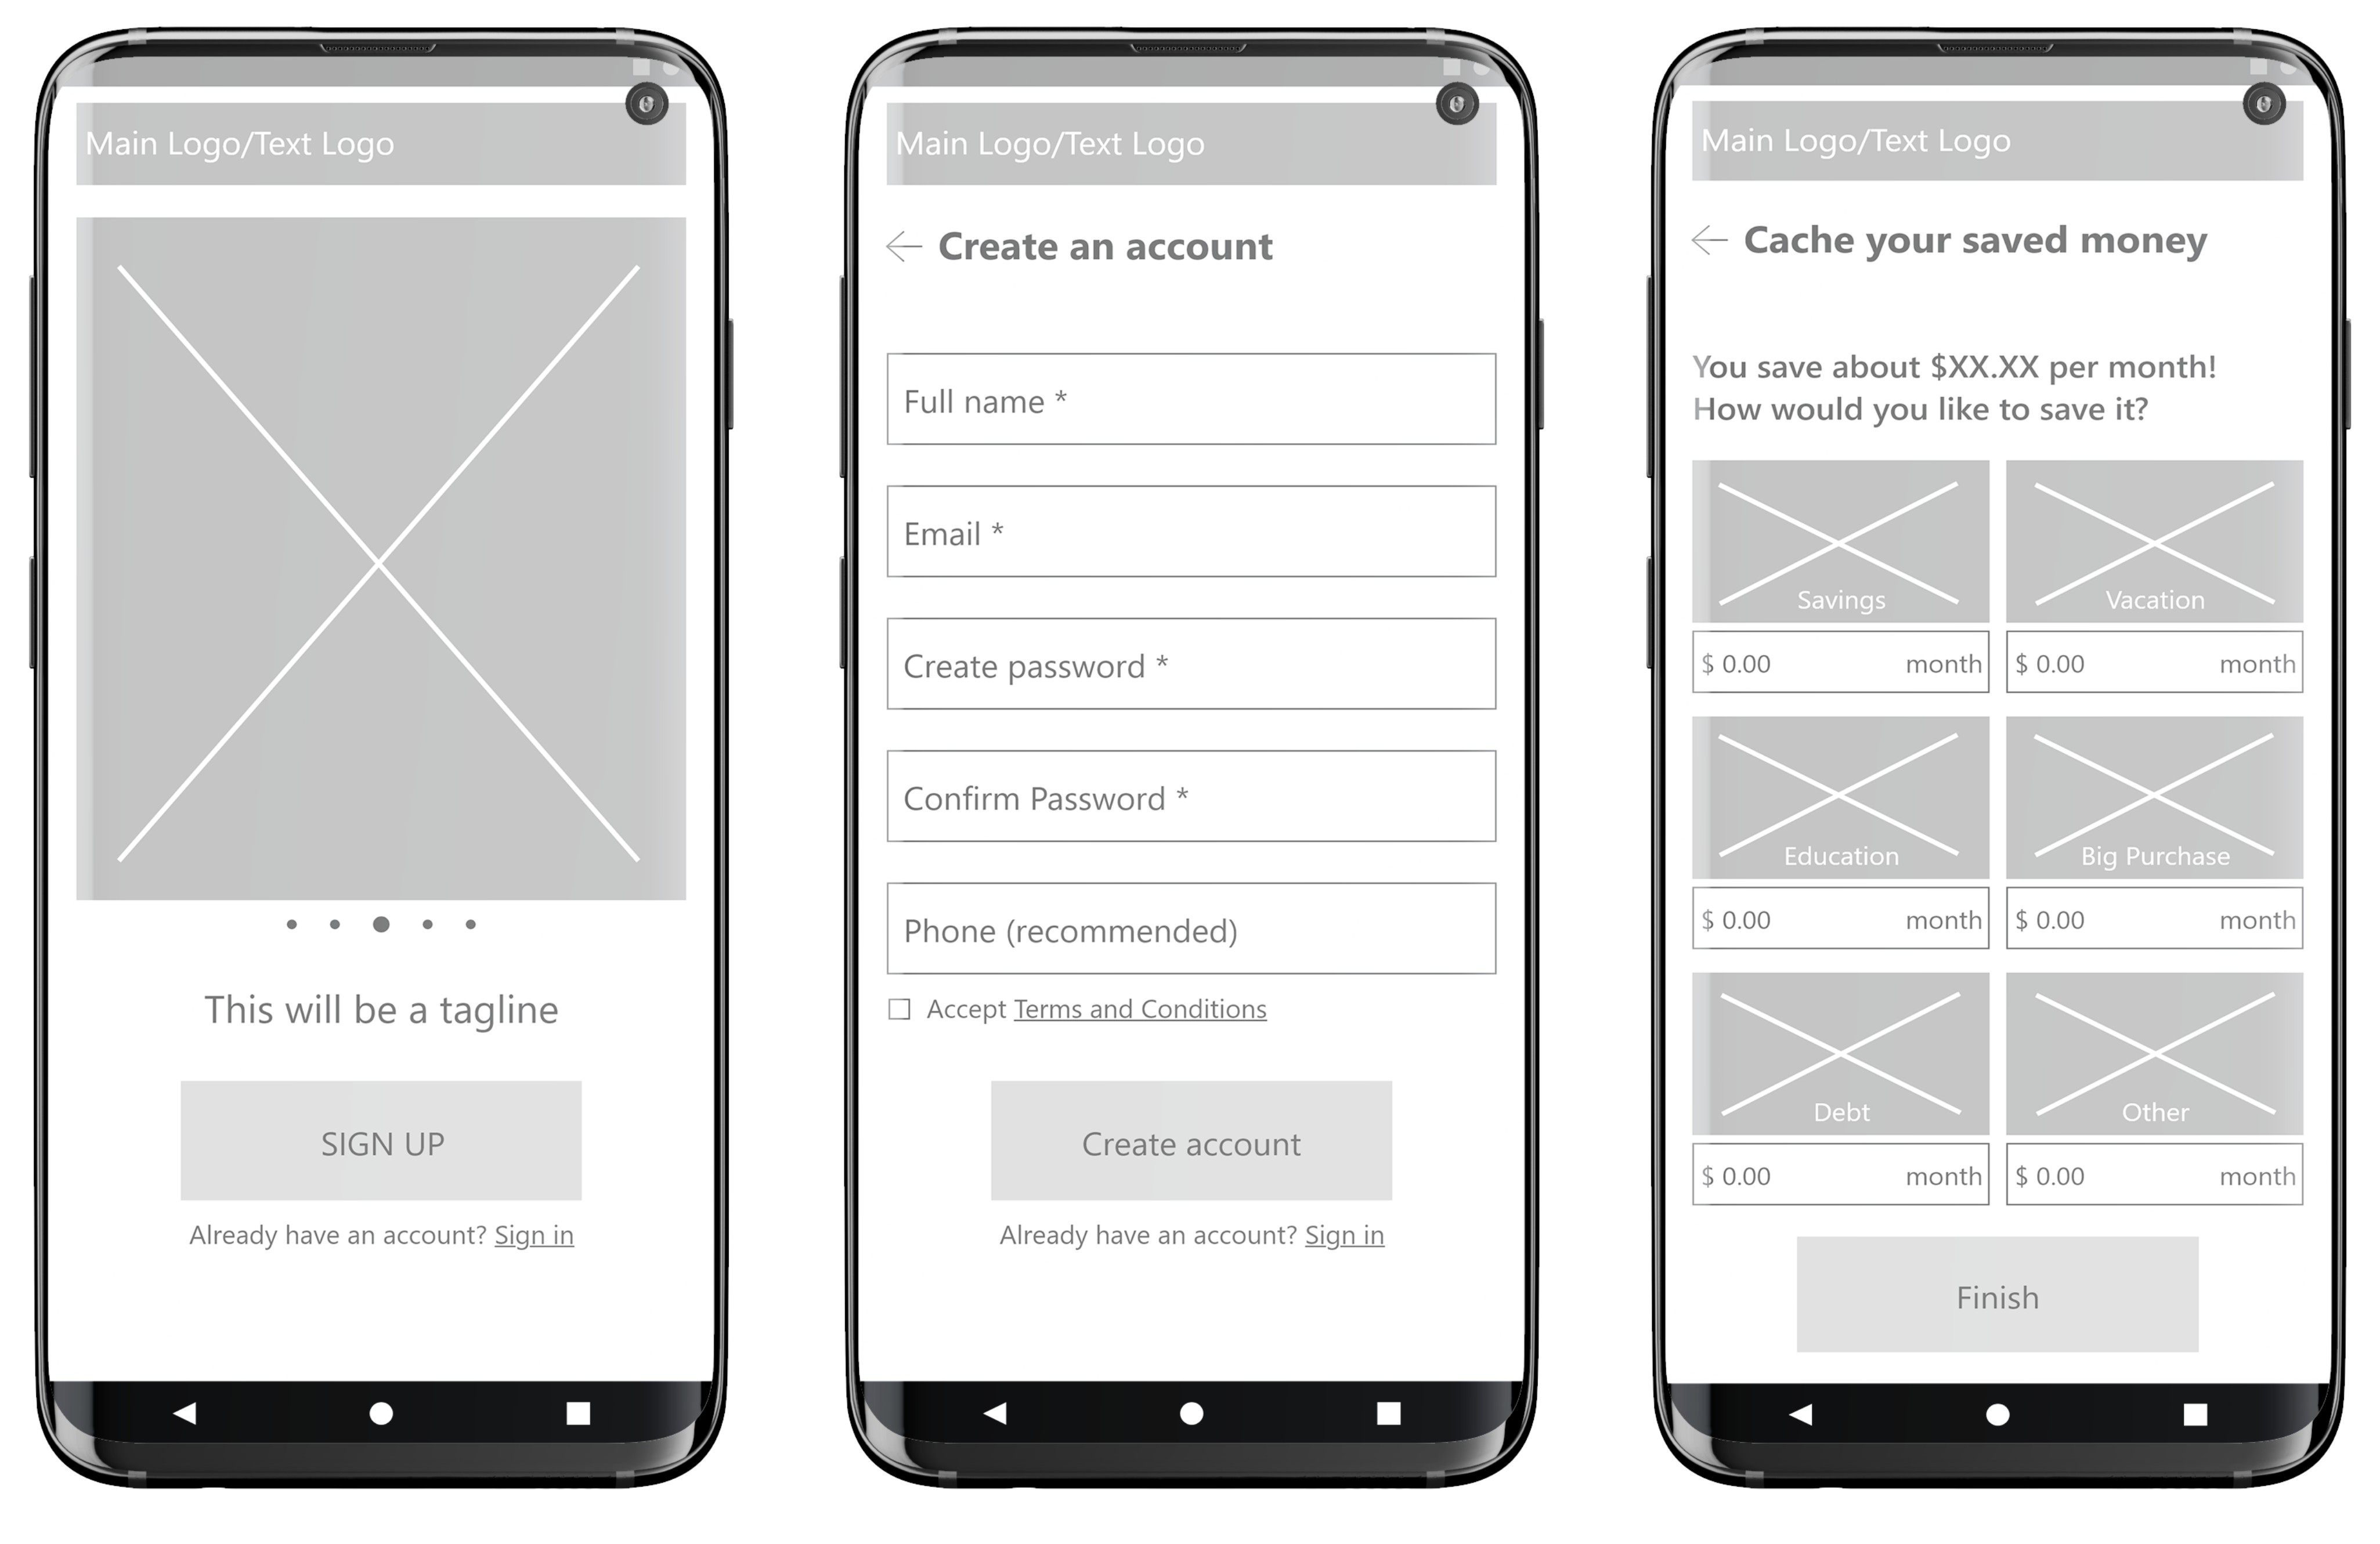 Main Logo/Text Logo
This will be a tagline
SIGN UP
Already have an account? Sign in
Main Logo/Text Logo
Create an account
Full name *
Email *
Create password *
Confirm Password *
Phone (recommended)
Accept Terms and Conditions
Create account
Already have an account? Sign in
Main Logo/Text Logo
Cache your saved money
You save about $XX.XX per month!
How would you like to save it?
Savings
Vacation
$ 0.00 month
$ 0.00 month
Education
Big Purchase
$ 0.00 month
$ 0.00 month
Debt
Other
$ 0.00 month
$ 0.00 month
Finish